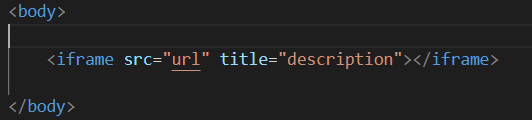 <body>
<iframe src="url" title="description"></iframe>
</body>